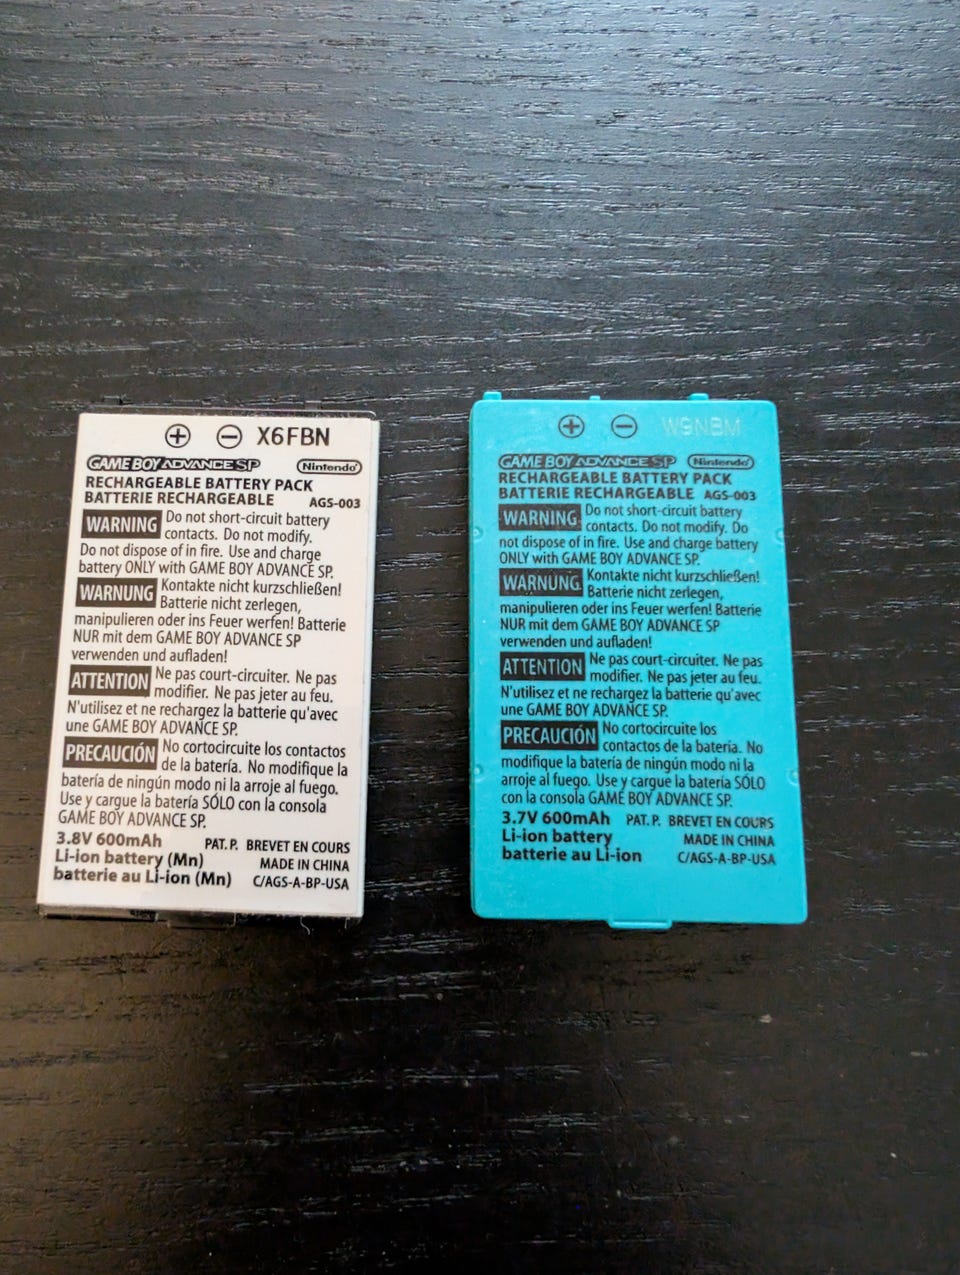 X6FBN
GAME BOY ADVANCE SP Nintendo
RECHARGEABLE BATTERY PACK
BATTERIE RECHARGEABLE AGS-003
WARNING Do not short-circuit battery
contacts. Do not modify.
Do not dispose of in fire. Use and charge
battery ONLY with GAME BOY ADVANCE SP.
WARNUNG Kontakte nicht kurzschließen!
Batterie nicht zerlegen,
manipulieren oder ins Feuer werfen! Batterie
NUR mit dem GAME BOY ADVANCE SP
verwenden und aufladen!
ATTENTION Ne pas court-circuiter. Ne pas
modifier. Ne pas jeter au feu.
N'utilisez et ne rechargez la batterie qu'avec
une GAME BOY ADVANCE SP.
PRECAUCIÓN No cortocircuite los contactos
de la batería. No modifique la
batería de ningún modo ni la arroje al fuego.
Use y cargue la batería SÓLO con la consola
GAME BOY ADVANCE SP.
3.8V 600mAh PAT. P. BREVET EN COURS
Li-ion battery (Mn) MADE IN CHINA
batterie au Li-ion (Mn) C/AGS-A-BP-USA
W9NBM
GAME BOY ADVANCE SP Nintendo
RECHARGEABLE BATTERY PACK
BATTERIE RECHARGEABLE AGS-003
WARNING Do not short-circuit battery
contacts. Do not modify. Do
not dispose of in fire. Use and charge battery
ONLY with GAME BOY ADVANCE SP.
WARNUNG Kontakte nicht kurzschließen!
Batterie nicht zerlegen,
manipulieren oder ins Feuer werfen! Batterie
NUR mit dem GAME BOY ADVANCE SP
verwenden und aufladen!
ATTENTION Ne pas court-circuiter. Ne pas
modifier. Ne pas jeter au feu.
N'utilisez et ne rechargez la batterie qu'avec
une GAME BOY ADVANCE SP.
PRECAUCIÓN No cortocircuite los
contactos de la batería. No
modifique la batería de ningún modo ni la
arroje al fuego. Use y cargue la batería SÓLO
con la consola GAME BOY ADVANCE SP.
3.7V 600mAh PAT. P. BREVET EN COURS
Li-ion battery MADE IN CHINA
batterie au Li-ion C/AGS-A-BP-USA